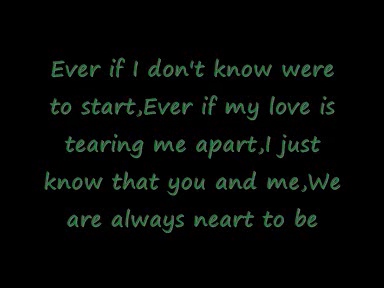 Ever if I don't know were
to start,Ever if my love is
tearing me apart,I just
know that you and me,We
are always neart to be